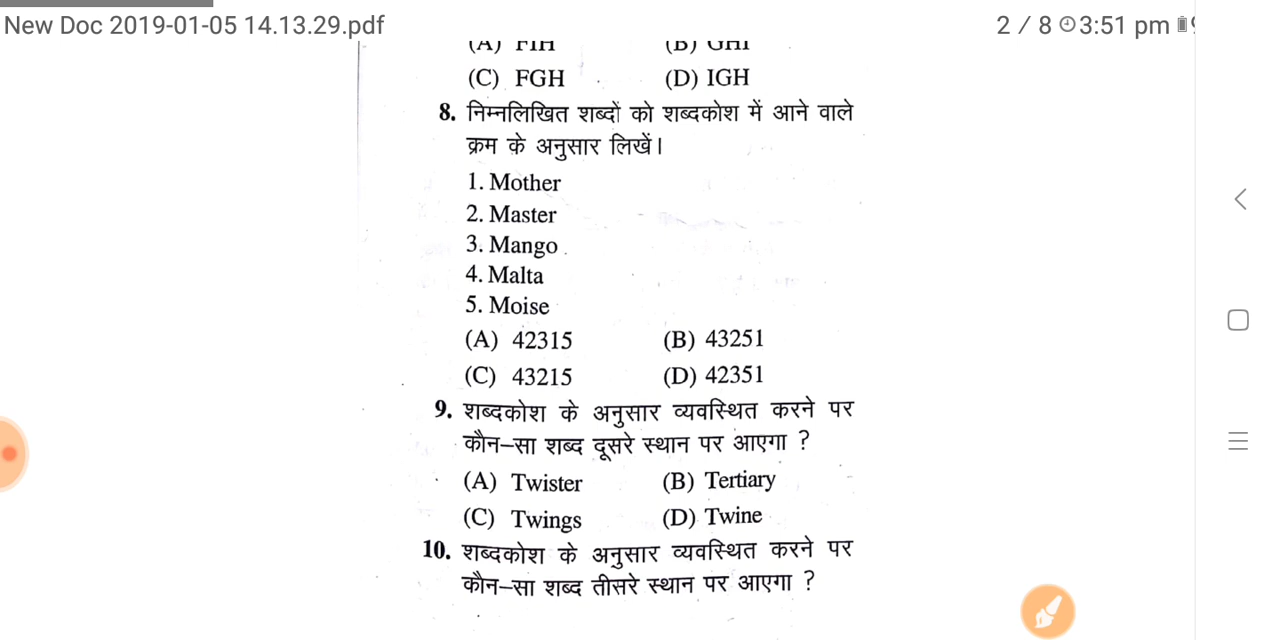 New Doc 2019-01-05 14.13.29.pdf
2 / 8 3:51 pm
(A) FIH (B) GHI
(C) FGH (D) IGH
8. निम्नलिखित शब्दों को शब्दकोश में आने वाले
क्रम के अनुसार लिखें।
1. Mother
2. Master
3. Mango
4. Malta
5. Moise
(A) 42315 (B) 43251
(C) 43215 (D) 42351
9. शब्दकोश के अनुसार व्यवस्थित करने पर
कौन-सा शब्द दूसरे स्थान पर आएगा ?
(A) Twister (B) Tertiary
(C) Twings (D) Twine
10. शब्दकोश के अनुसार व्यवस्थित करने पर
कौन-सा शब्द तीसरे स्थान पर आएगा ?